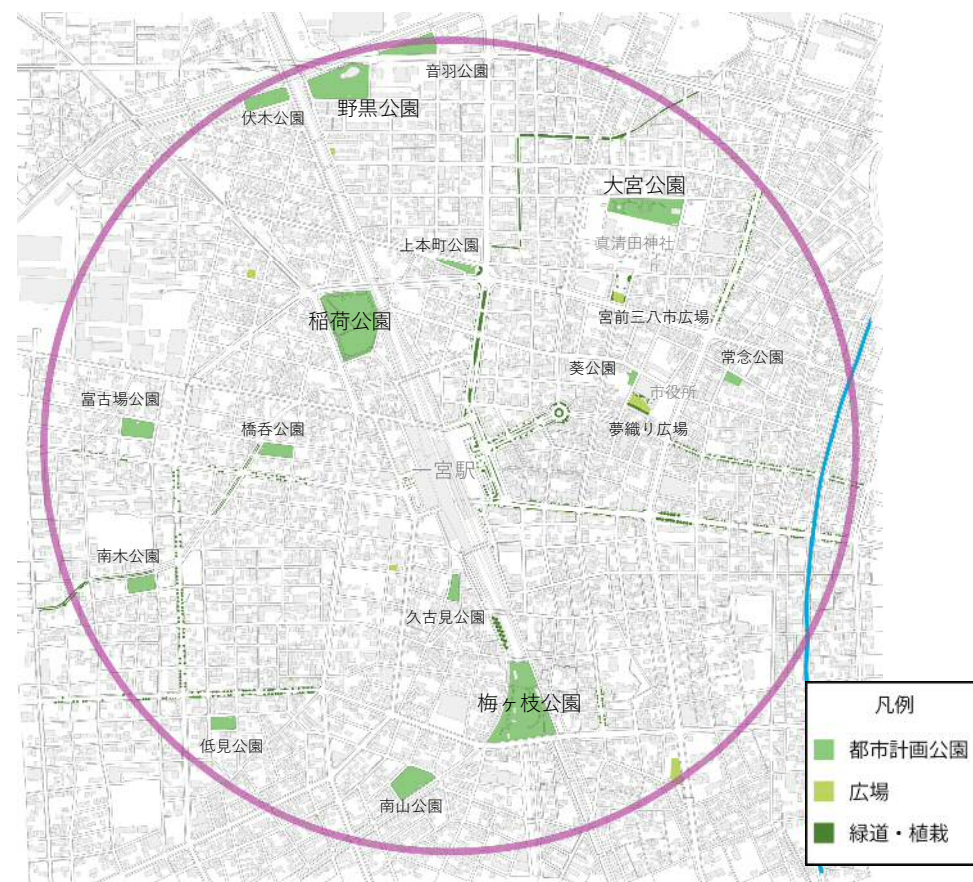 音羽公園
野黒公園
伏木公園
大宮公園
真清田神社
上本町公園
稲荷公園
宮前三八市広場
葵公園
常念公園
市役所
富古場公園
橋呑公園
夢織り広場
一宮駅
南木公園
久古見公園
梅ヶ枝公園
低見公園
南山公園
凡例
都市計画公園
広場
緑道・植栽